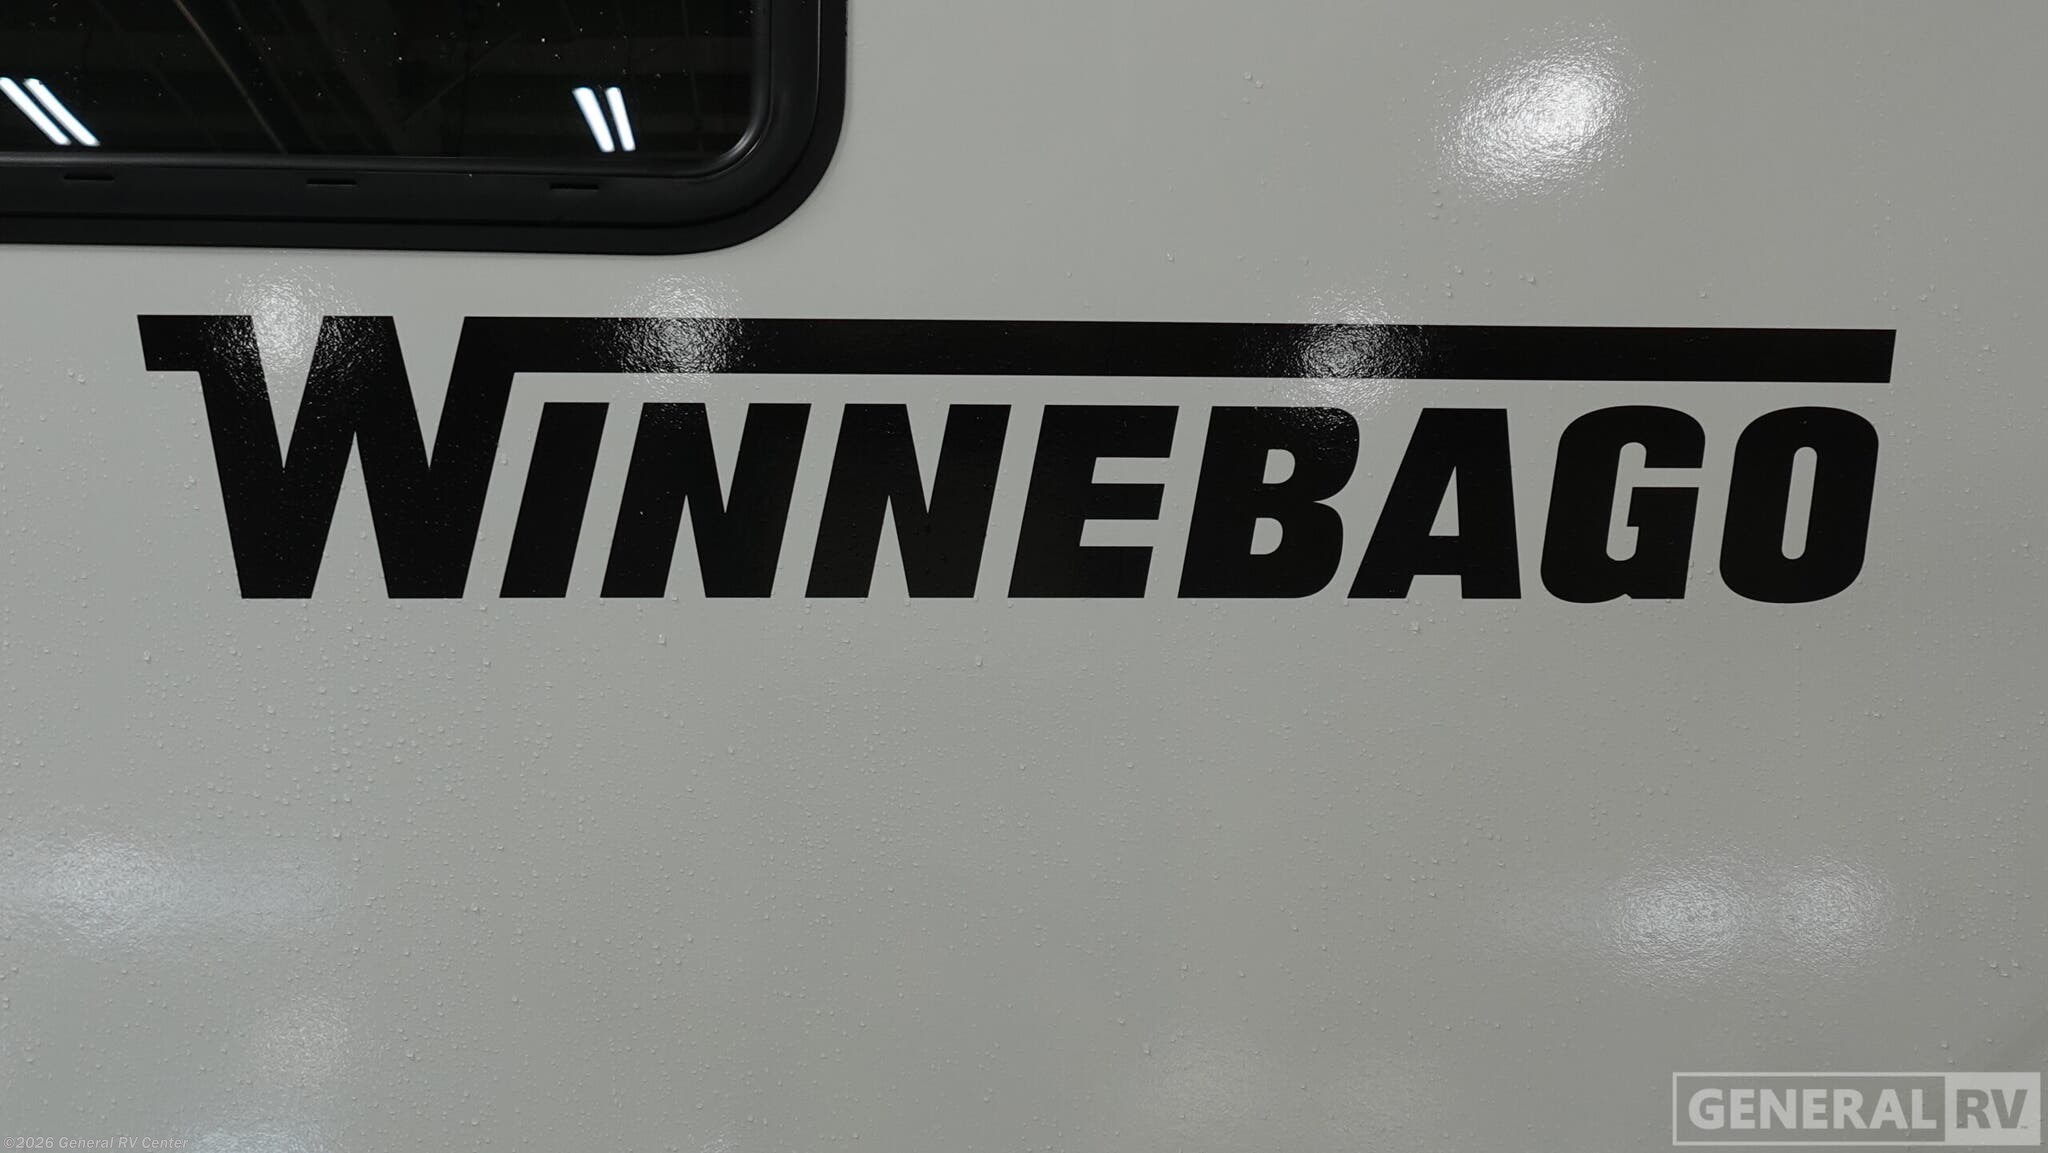 WINNEBAGO
GENERAL RV
©2026 General RV Center